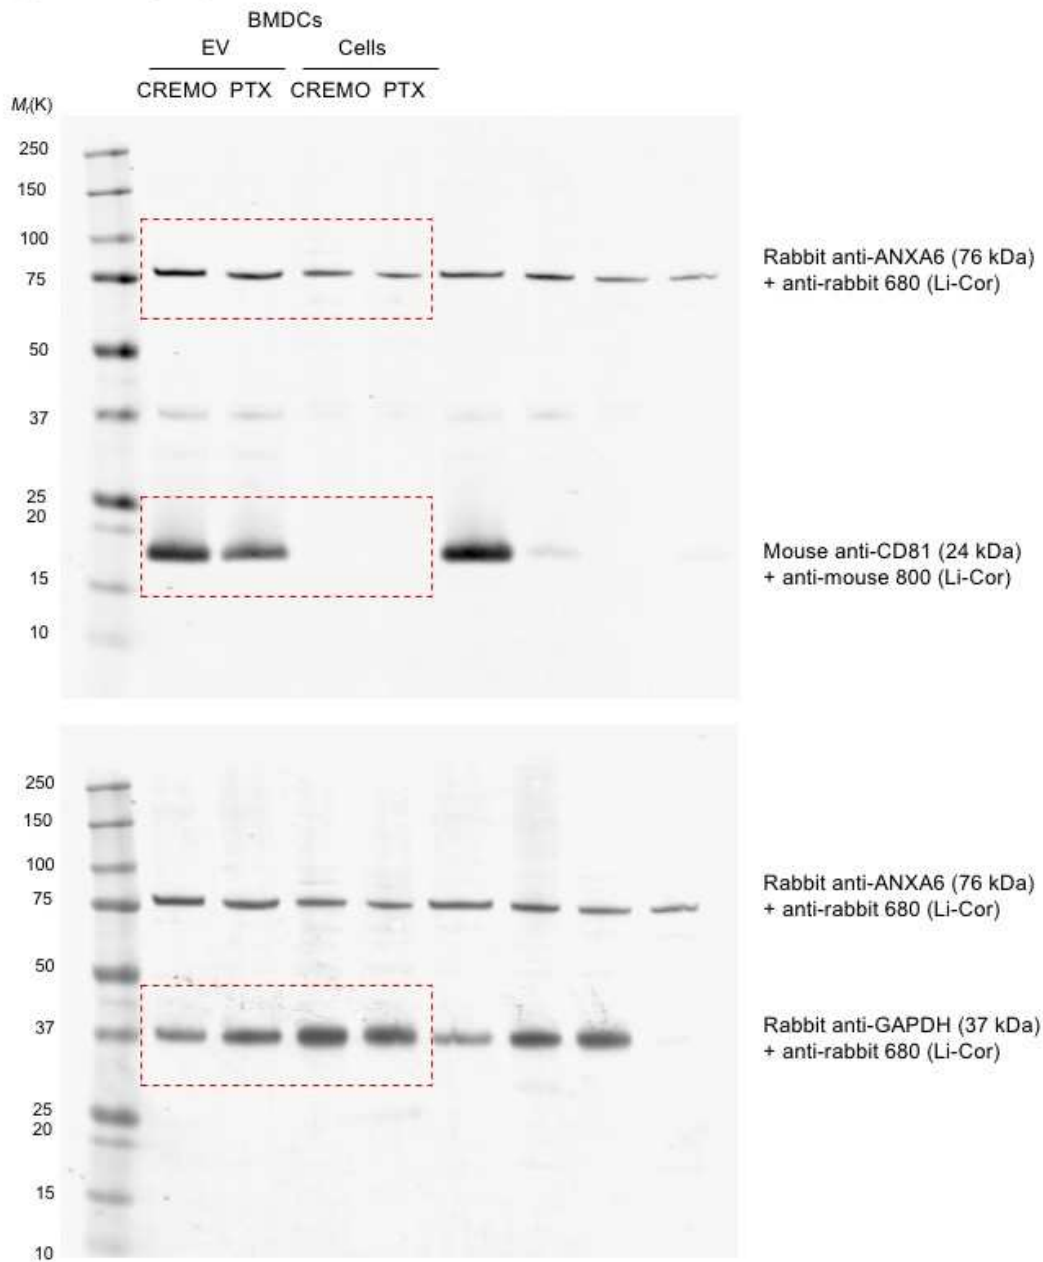 BMDCs
EV Cells
CREMO PTX CREMO PTX
Mr(K)
250
150
100
75
50
37
25
20
15
10
Rabbit anti-ANXA6 (76 kDa)
+ anti-rabbit 680 (Li-Cor)
Mouse anti-CD81 (24 kDa)
+ anti-mouse 800 (Li-Cor)
250
150
100
75
50
37
25
20
15
10
Rabbit anti-ANXA6 (76 kDa)
+ anti-rabbit 680 (Li-Cor)
Rabbit anti-GAPDH (37 kDa)
+ anti-rabbit 680 (Li-Cor)